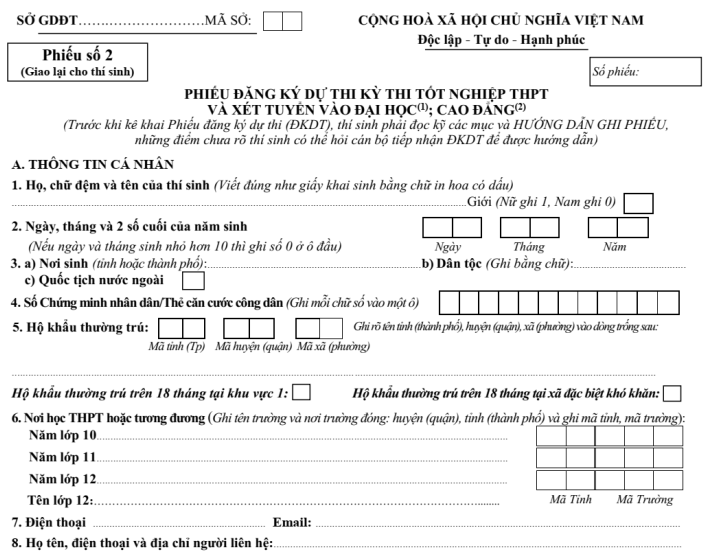 SỞ GDĐT……………………….MÃ SỐ:
CỘNG HOÀ XÃ HỘI CHỦ NGHĨA VIỆT NAM
Độc lập - Tự do - Hạnh phúc
Phiếu số 2
(Giao lại cho thí sinh)
Số phiếu:
PHIẾU ĐĂNG KÝ DỰ THI KỲ THI TỐT NGHIỆP THPT
VÀ XÉT TUYỂN VÀO ĐẠI HỌC(1); CAO ĐẲNG(2)
(Trước khi kê khai Phiếu đăng ký dự thi (ĐKDT), thí sinh phải đọc kỹ các mục và HƯỚNG DẪN GHI PHIẾU,
những điểm chưa rõ thí sinh có thể hỏi cán bộ tiếp nhận ĐKDT để được hướng dẫn)
A. THÔNG TIN CÁ NHÂN
1. Họ, chữ đệm và tên của thí sinh (Viết đúng như giấy khai sinh bằng chữ in hoa có dấu)
Giới (Nữ ghi 1, Nam ghi 0)
2. Ngày, tháng và 2 số cuối của năm sinh
(Nếu ngày và tháng sinh nhỏ hơn 10 thì ghi số 0 ở ô đầu)
Ngày Tháng Năm
3. a) Nơi sinh (tỉnh hoặc thành phố): b) Dân tộc (Ghi bằng chữ):
c) Quốc tịch nước ngoài
4. Số Chứng minh nhân dân/Thẻ căn cước công dân (Ghi mỗi chữ số vào một ô)
5. Hộ khẩu thường trú: Ghi rõ tên tỉnh (thành phố), huyện (quận), xã (phường) vào dòng trống sau:
Mã tỉnh (Tp) Mã huyện (quận) Mã xã (phường)
Hộ khẩu thường trú trên 18 tháng tại khu vực 1: Hộ khẩu thường trú trên 18 tháng tại xã đặc biệt khó khăn:
6. Nơi học THPT hoặc tương đương (Ghi tên trường và nơi trường đóng: huyện (quận), tỉnh (thành phố) và ghi mã tỉnh, mã trường):
Năm lớp 10
Năm lớp 11
Năm lớp 12
Tên lớp 12: Mã Tỉnh Mã Trường
7. Điện thoại Email:
8. Họ tên, điện thoại và địa chỉ người liên hệ: